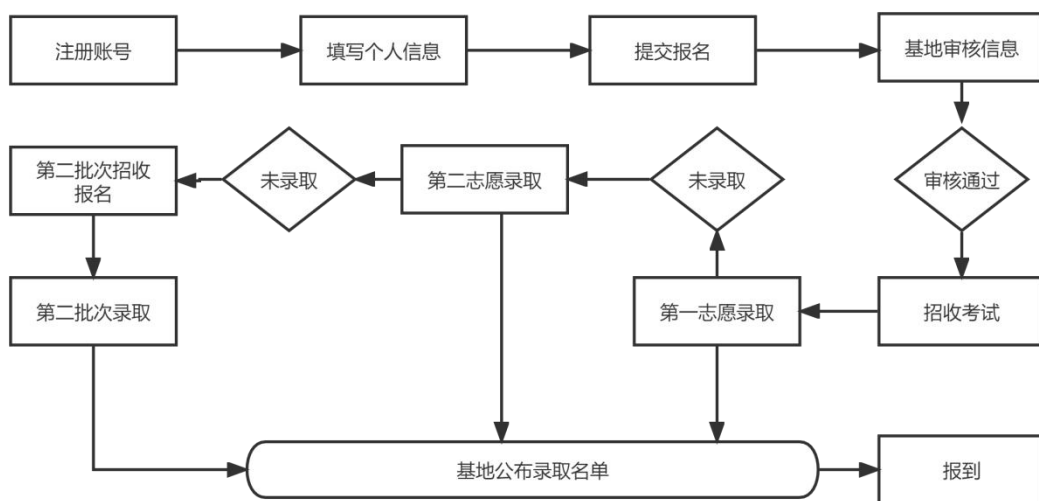 注册账号
填写个人信息
提交报名
基地审核信息
第二批次招收
报名
未录取
第二志愿录取
未录取
审核通过
第二批次录取
第一志愿录取
招收考试
基地公布录取名单
报到